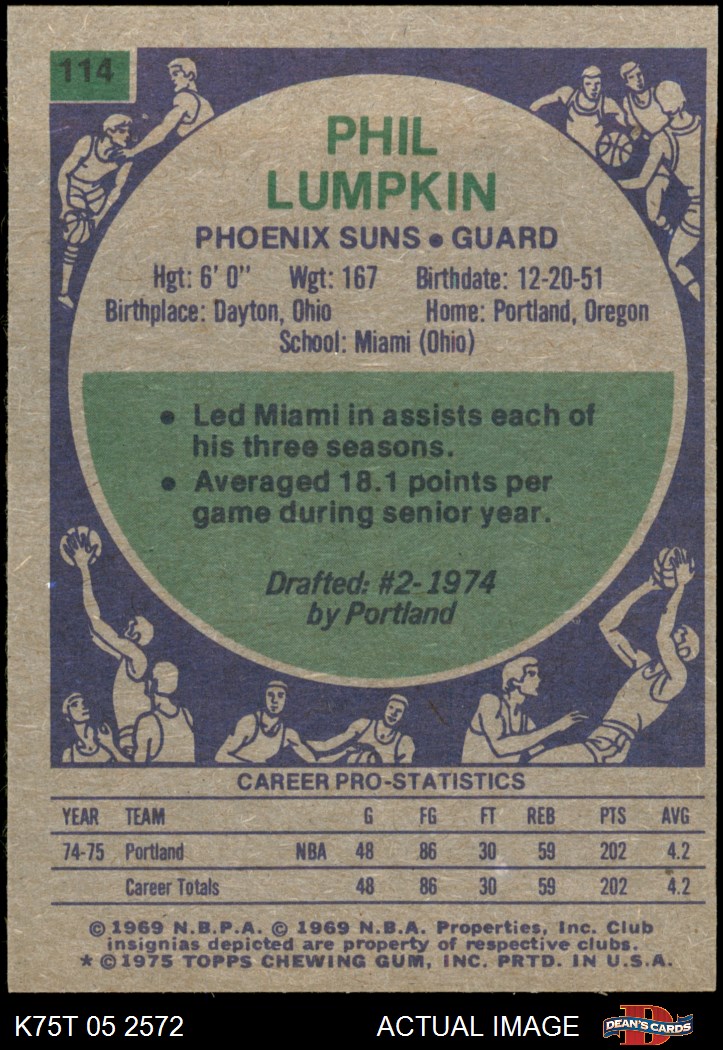 114
PHIL
LUMPKIN
PHOENIX SUNS • GUARD
Hgt: 6' 0" Wgt: 167 Birthdate: 12-20-51
Birthplace: Dayton, Ohio Home: Portland, Oregon
School: Miami (Ohio)
• Led Miami in assists each of
his three seasons.
• Averaged 18.1 points per
game during senior year.
Drafted: #2-1974
by Portland
CAREER PRO-STATISTICS
YEAR TEAM G FG FT REB PTS AVG
74-75 Portland NBA 48 86 30 59 202 4.2
Career Totals 48 86 30 59 202 4.2
© 1969 N.B.P.A. © 1969 N.B.A. Properties, Inc. Club
insignias depicted are property of respective clubs.
* © 1975 TOPPS CHEWING GUM, INC. PRTD. IN U.S.A.
K75T 05 2572 ACTUAL IMAGE D DEAN'S CARDS